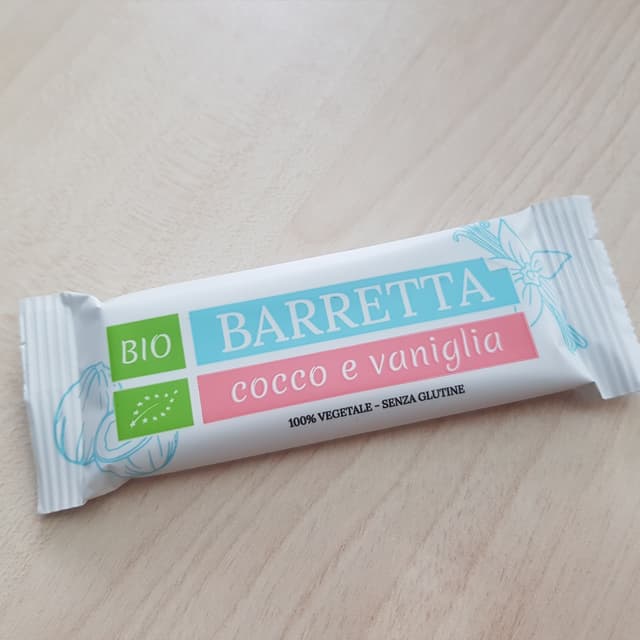 BIO
BARRETTA
cocco e vaniglia
100% VEGETALE - SENZA GLUTINE